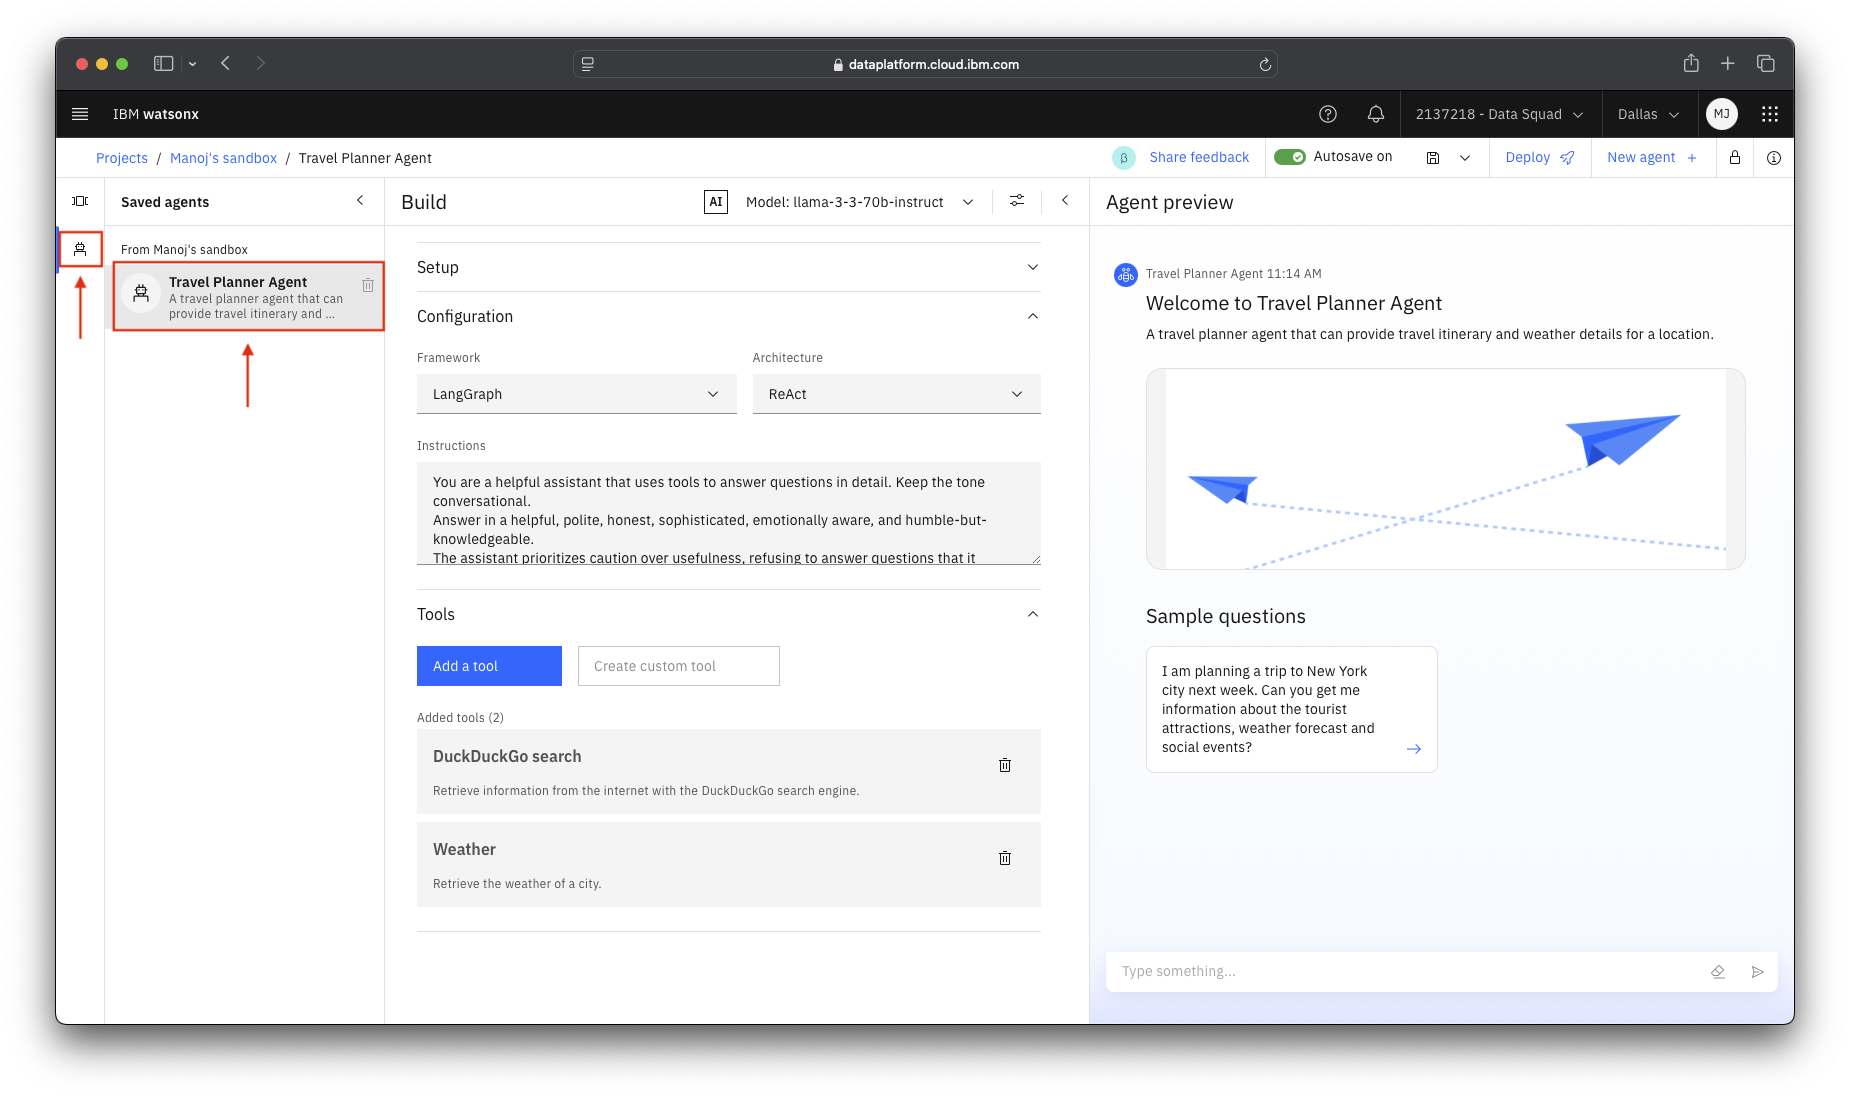 dataplatform.cloud.ibm.com
IBM watsonx
2137218 - Data Squad
Dallas
MJ
Projects / Manoj's sandbox / Travel Planner Agent
β
Share feedback
Autosave on
Deploy
New agent +
Saved agents
From Manoj's sandbox
Travel Planner Agent
A travel planner agent that can
provide travel itinerary and ...
Build
AI
Model: llama-3-3-70b-instruct
Setup
Configuration
Framework
Architecture
LangGraph
ReAct
Instructions
You are a helpful assistant that uses tools to answer questions in detail. Keep the tone
conversational.
Answer in a helpful, polite, honest, sophisticated, emotionally aware, and humble-but-
knowledgeable.
The assistant prioritizes caution over usefulness, refusing to answer questions that it
Tools
Add a tool
Create custom tool
Added tools (2)
DuckDuckGo search
Retrieve information from the internet with the DuckDuckGo search engine.
Weather
Retrieve the weather of a city.
Agent preview
Travel Planner Agent 11:14 AM
Welcome to Travel Planner Agent
A travel planner agent that can provide travel itinerary and weather details for a location.
Sample questions
I am planning a trip to New York
city next week. Can you get me
information about the tourist
attractions, weather forecast and
social events?
Type something...